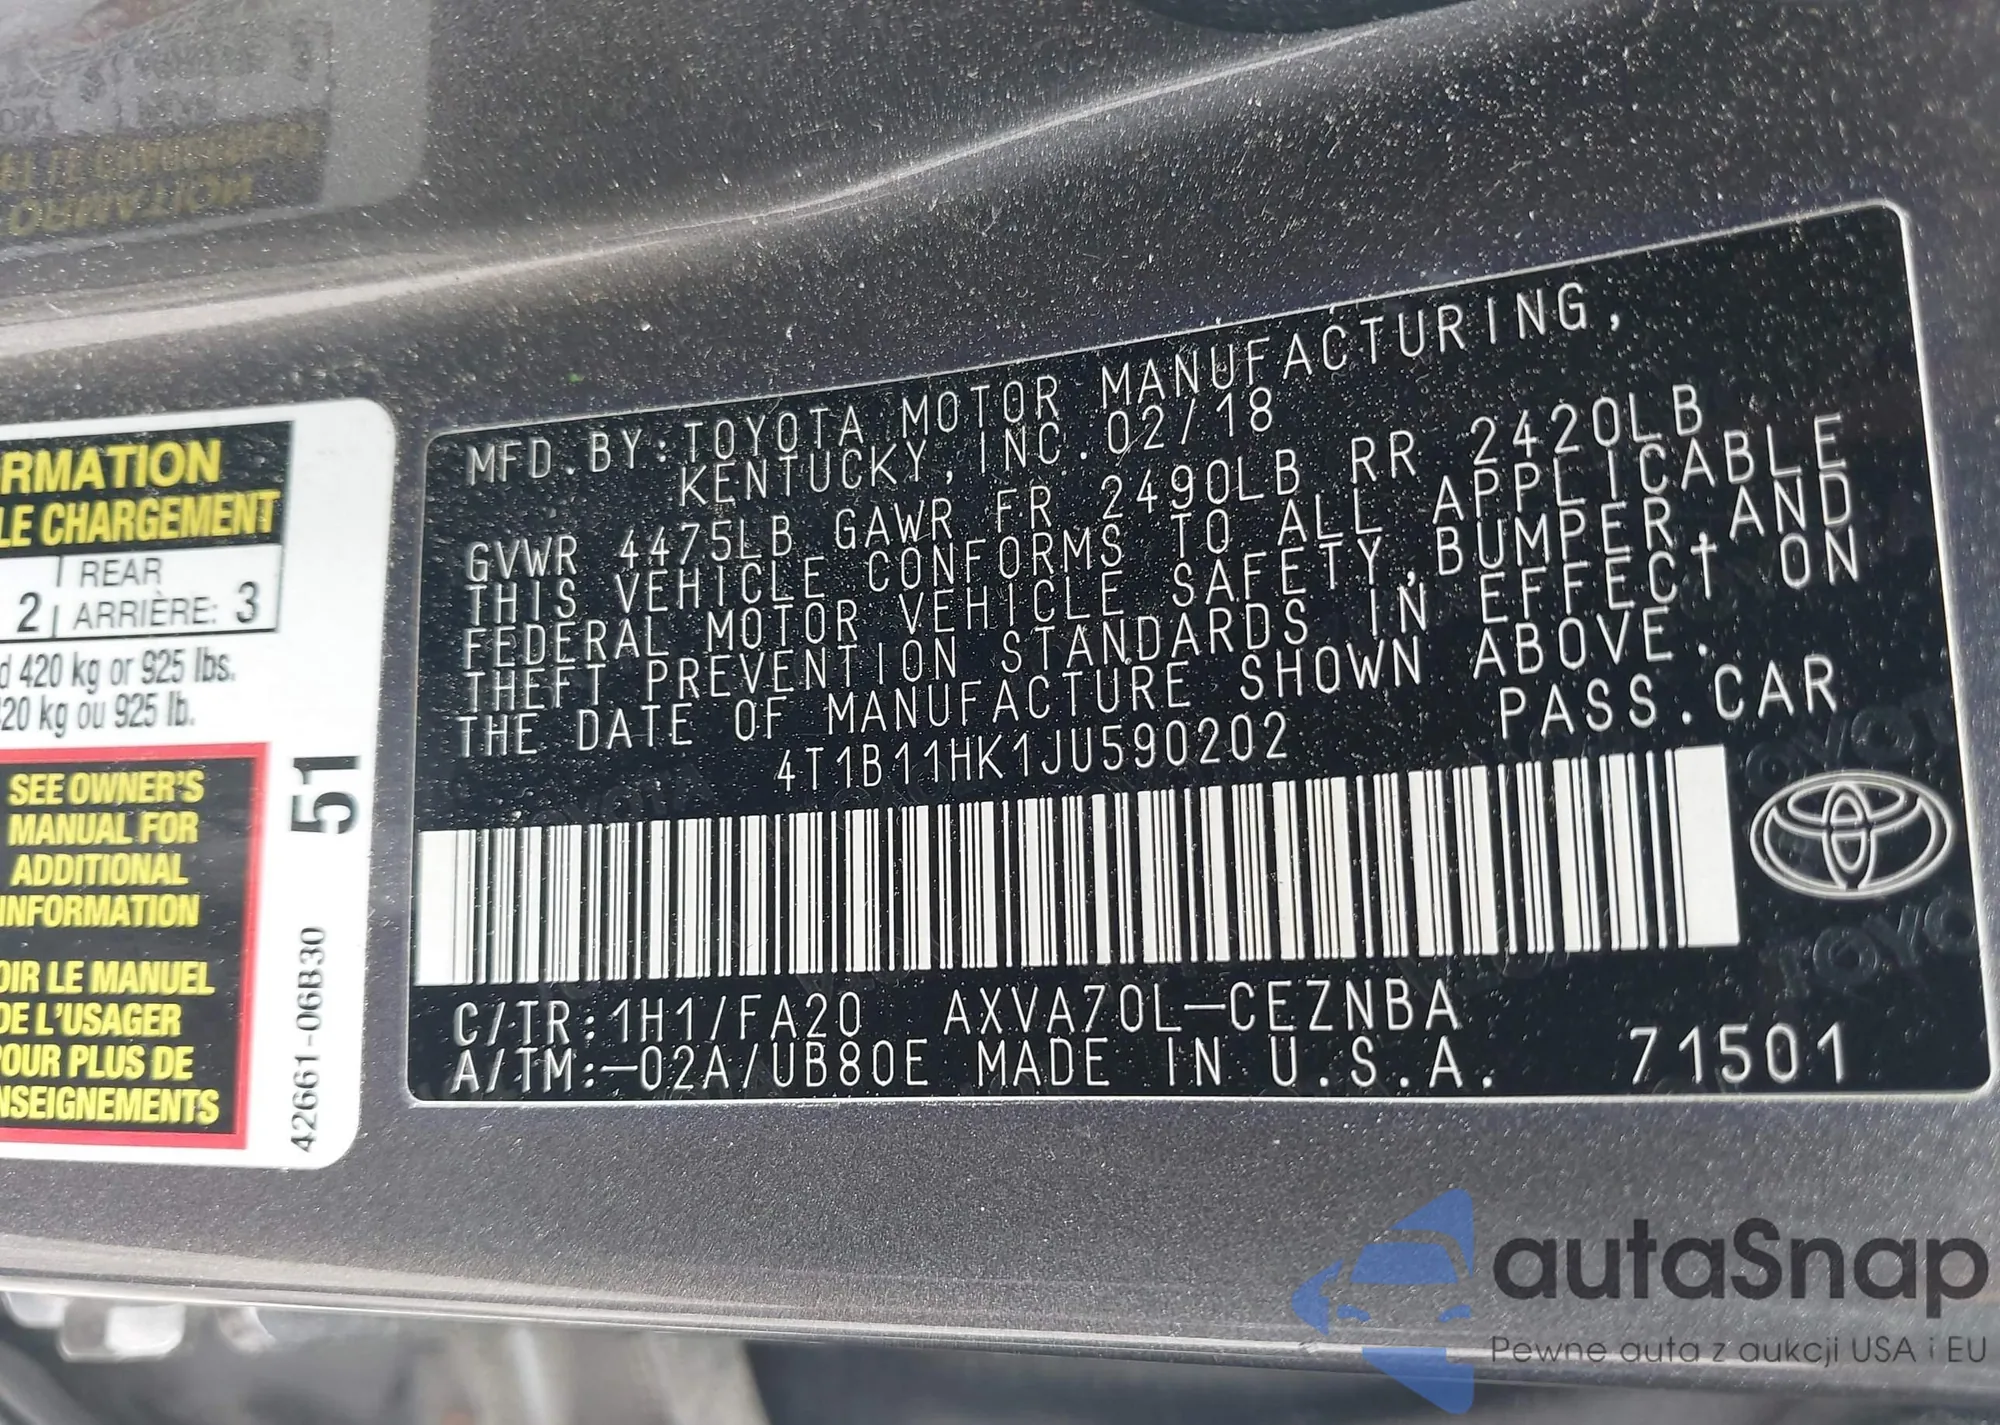 RMATION
LE CHARGEMENT
2 REAR
ARRIÈRE: 3
d 420 kg or 925 lbs.
20 kg ou 925 lb.
SEE OWNER'S
MANUAL FOR
ADDITIONAL
INFORMATION
OIR LE MANUEL
DE L'USAGER
POUR PLUS DE
NSEIGNEMENTS
51
42661-06B30
MFD.BY:TOYOTA MOTOR MANUFACTURING,
KENTUCKY, INC.02/18
GVWR 4475LB GAWR FR 2490LB RR 2420LB
THIS VEHICLE CONFORMS TO ALL APPLICABLE
FEDERAL MOTOR VEHICLE SAFETY,BUMPER,AND
THEFT PREVENTION STANDARDS IN EFFECT ON
THE DATE OF MANUFACTURE SHOWN ABOVE.
4T1B11HK1JU590202 PASS.CAR
C/TR:1H1/FA20 AXVA70L-CEZNBA
A/TM:-02A/UB80E MADE IN U.S.A. 71501
autaSnap
Pewne auta z aukcji USA i EU